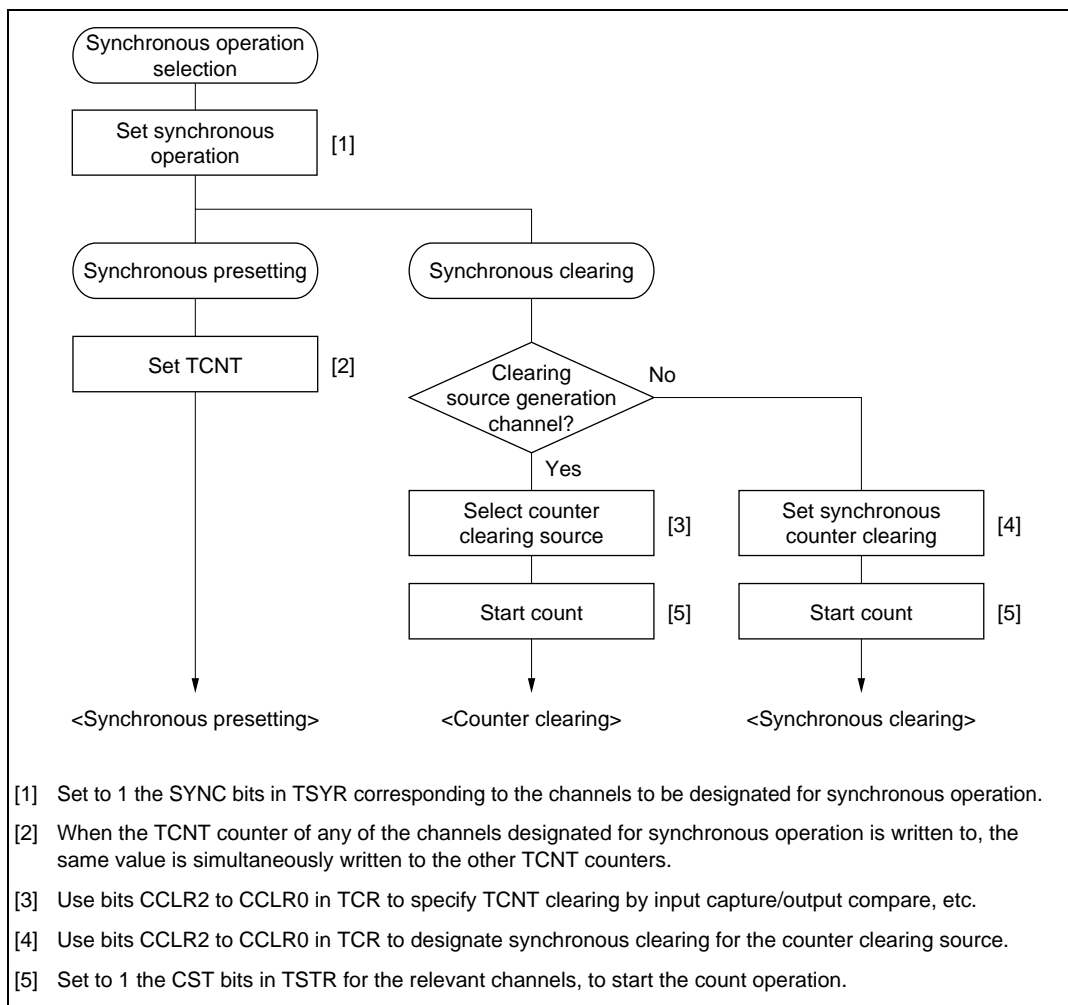 Synchronous operation
selection
Set synchronous
operation
[1]
Synchronous presetting
Synchronous clearing
Set TCNT
[2]
Clearing
source generation
channel?
No
Yes
Select counter
clearing source
[3]
Set synchronous
counter clearing
[4]
Start count
[5]
Start count
[5]
<Synchronous presetting>
<Counter clearing>
<Synchronous clearing>
[1] Set to 1 the SYNC bits in TSYR corresponding to the channels to be designated for synchronous operation.
[2] When the TCNT counter of any of the channels designated for synchronous operation is written to, the
same value is simultaneously written to the other TCNT counters.
[3] Use bits CCLR2 to CCLR0 in TCR to specify TCNT clearing by input capture/output compare, etc.
[4] Use bits CCLR2 to CCLR0 in TCR to designate synchronous clearing for the counter clearing source.
[5] Set to 1 the CST bits in TSTR for the relevant channels, to start the count operation.